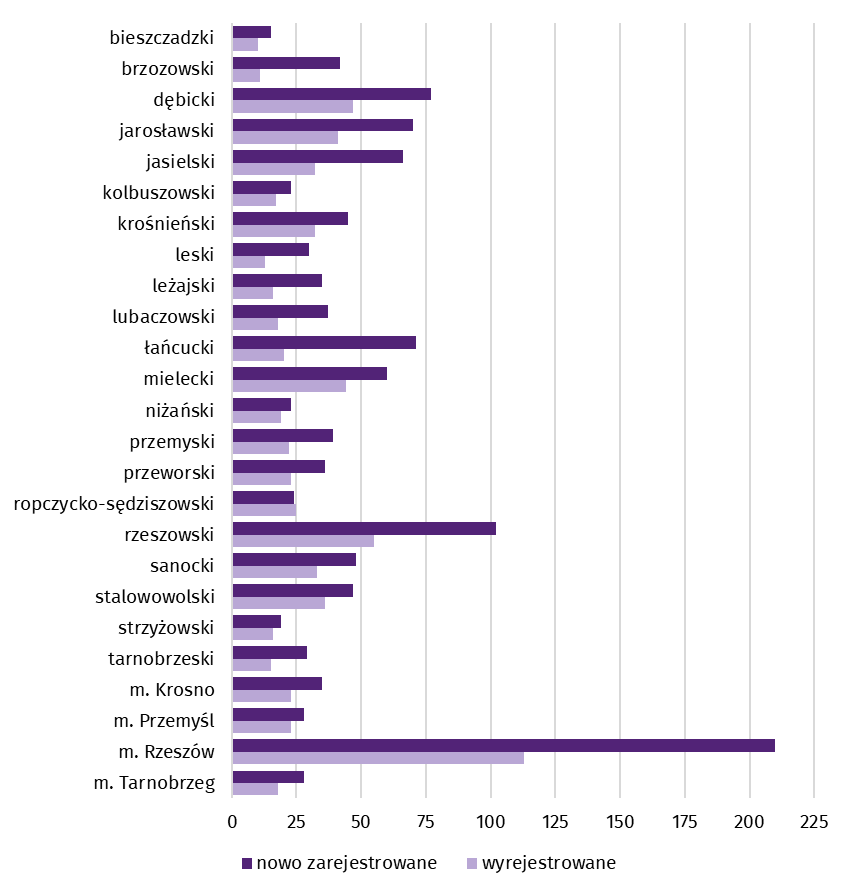 bieszczadzki
brzozowski
dębicki
jarosławski
jasielski
kolbuszowski
krośnieński
leski
leżajski
lubaczowski
łańcucki
mielecki
niżański
przemyski
przeworski
ropczycko-sędziszowski
rzeszowski
sanocki
stalowowolski
strzyżowski
tarnobrzeski
m. Krosno
m. Przemyśl
m. Rzeszów
m. Tarnobrzeg
0 25 50 75 100 125 150 175 200 225
nowo zarejestrowane wyrejestrowane